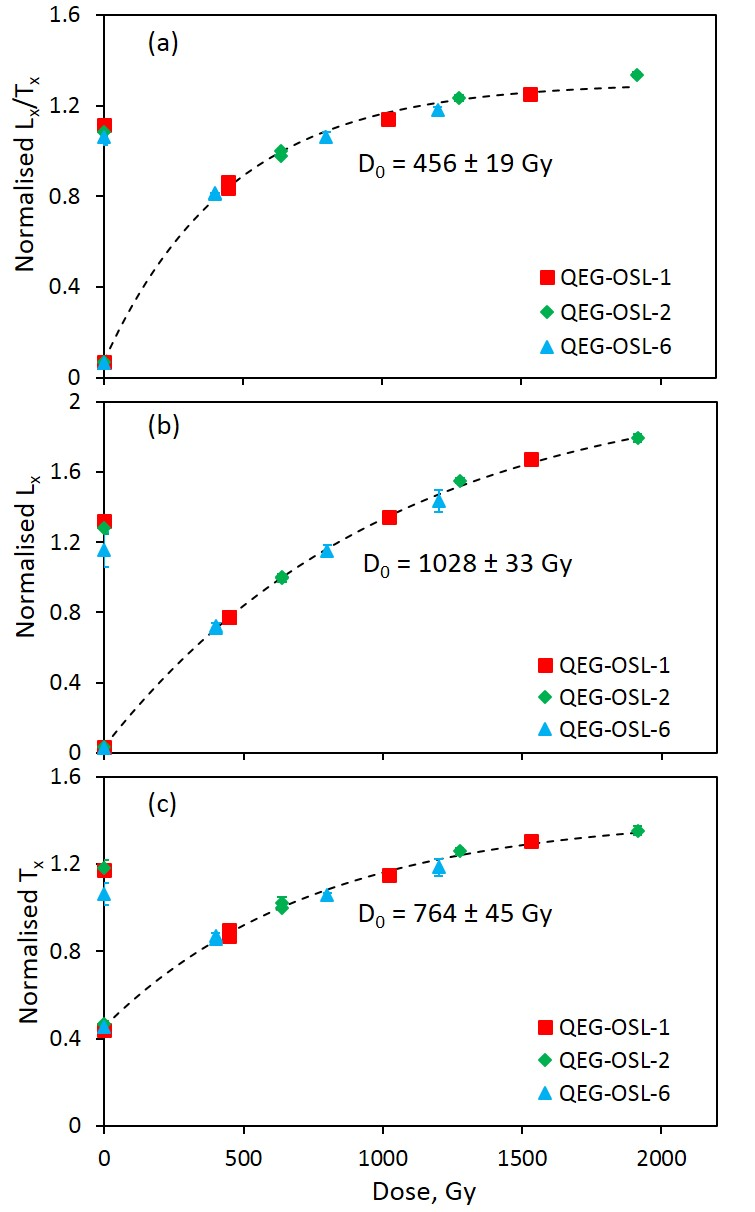 (a)
Normalised Lx/Tx
1.6
1.2
0.8
0.4
0
D0 = 456 ± 19 Gy
QEG-OSL-1
QEG-OSL-2
QEG-OSL-6
(b)
Normalised Lx
2
1.6
1.2
0.8
0.4
0
D0 = 1028 ± 33 Gy
QEG-OSL-1
QEG-OSL-2
QEG-OSL-6
(c)
Normalised Tx
1.6
1.2
0.8
0.4
0
D0 = 764 ± 45 Gy
QEG-OSL-1
QEG-OSL-2
QEG-OSL-6
0 500 1000 1500 2000
Dose, Gy